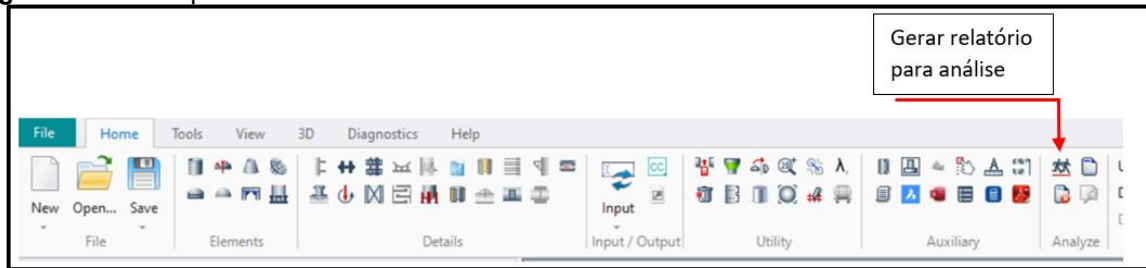 Gerar relatório
para análise
File Home Tools View 3D Diagnostics Help
CC
New Open... Save Input
File Elements Details Input / Output Utility Auxiliary Analyze